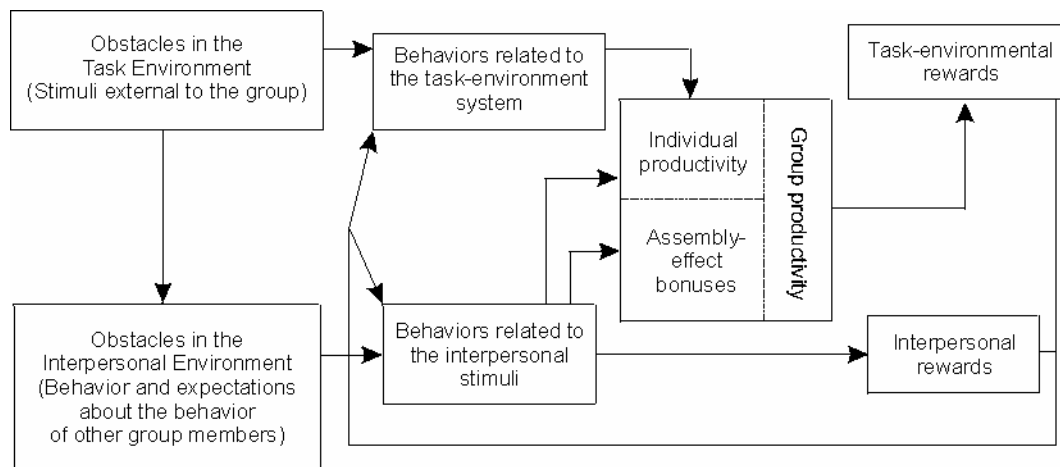 Obstacles in the
Task Environment
(Stimuli external to the group)
Behaviors related to
the task-environment
system
Task-environmental
rewards
Individual
productivity
Group productivity
Assembly-
effect
bonuses
Obstacles in the
Interpersonal Environment
(Behavior and expectations
about the behavior
of other group members)
Behaviors related to
the interpersonal
stimuli
Interpersonal
rewards